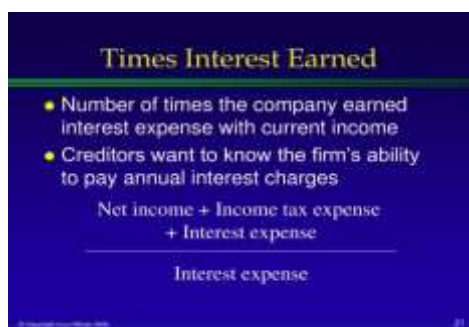 Times Interest Earned
Number of times the company earned
interest expense with current income
Creditors want to know the firm's ability
to pay annual interest charges
Net income + Income tax expense
+ Interest expense
Interest expense